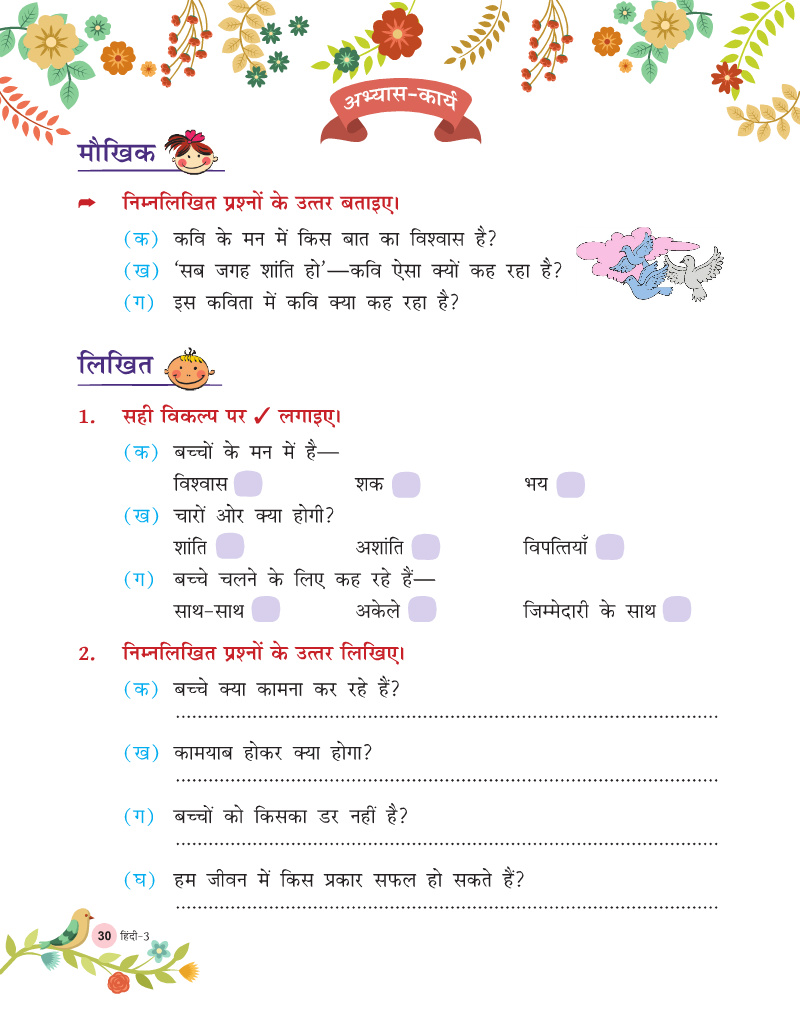 अभ्यास-कार्य
मौखिक
➦ निम्नलिखित प्रश्नों के उत्तर बताइए।
(क) कवि के मन में किस बात का विश्वास है?
(ख) ‘सब जगह शांति हो’—कवि ऐसा क्यों कह रहा है?
(ग) इस कविता में कवि क्या कह रहा है?
लिखित
1. सही विकल्प पर ✓ लगाइए।
(क) बच्चों के मन में है—
विश्वास शक भय
(ख) चारों ओर क्या होगी?
शांति अशांति विपत्तियाँ
(ग) बच्चे चलने के लिए कह रहे हैं—
साथ-साथ अकेले जिम्मेदारी के साथ
2. निम्नलिखित प्रश्नों के उत्तर लिखिए।
(क) बच्चे क्या कामना कर रहे हैं?
(ख) कामयाब होकर क्या होगा?
(ग) बच्चों को किसका डर नहीं है?
(घ) हम जीवन में किस प्रकार सफल हो सकते हैं?
30 हिंदी-3